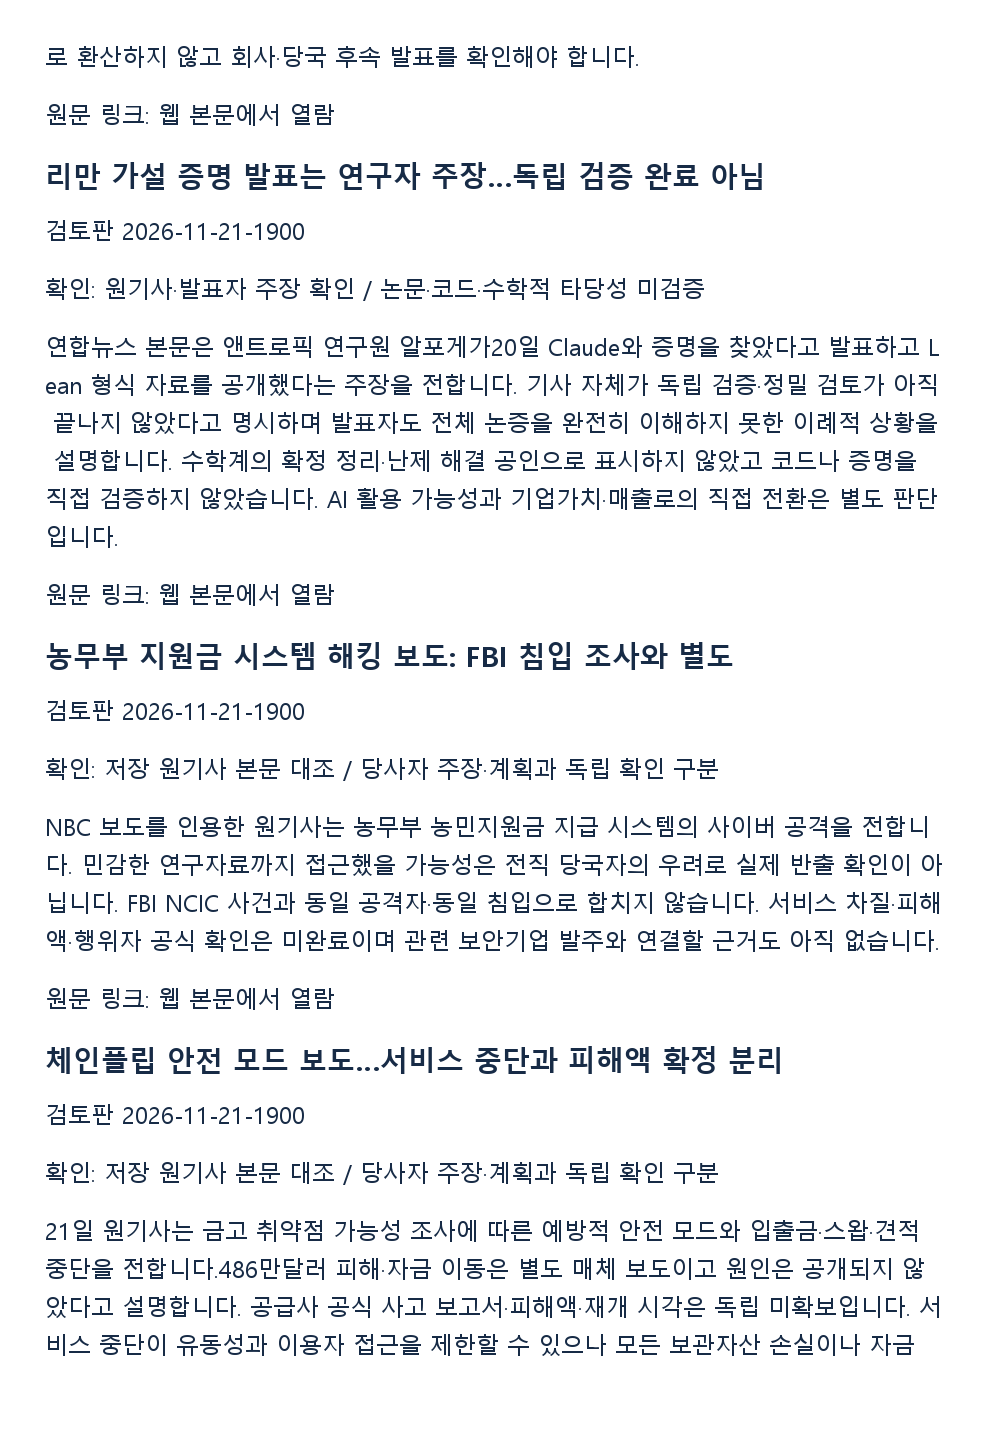 로 환산하지 않고 회사·당국 후속 발표를 확인해야 합니다.
원문 링크: 웹 본문에서 열람
리만 가설 증명 발표는 연구자 주장...독립 검증 완료 아님
검토판 2026-11-21-1900
확인: 원기사·발표자 주장 확인 / 논문·코드·수학적 타당성 미검증
연합뉴스 본문은 앤트로픽 연구원 알포게가20일 Claude와 증명을 찾았다고 발표하고 L
ean 형식 자료를 공개했다는 주장을 전합니다. 기사 자체가 독립 검증·정밀 검토가 아직
끝나지 않았다고 명시하며 발표자도 전체 논증을 완전히 이해하지 못한 이례적 상황을
설명합니다. 수학계의 확정 정리·난제 해결 공인으로 표시하지 않았고 코드나 증명을
직접 검증하지 않았습니다. AI 활용 가능성과 기업가치·매출로의 직접 전환은 별도 판단
입니다.
원문 링크: 웹 본문에서 열람
농무부 지원금 시스템 해킹 보도: FBI 침입 조사와 별도
검토판 2026-11-21-1900
확인: 저장 원기사 본문 대조 / 당사자 주장·계획과 독립 확인 구분
NBC 보도를 인용한 원기사는 농무부 농민지원금 지급 시스템의 사이버 공격을 전합니
다. 민감한 연구자료까지 접근했을 가능성은 전직 당국자의 우려로 실제 반출 확인이 아
닙니다. FBI NCIC 사건과 동일 공격자·동일 침입으로 합치지 않습니다. 서비스 차질·피해
액·행위자 공식 확인은 미완료이며 관련 보안기업 발주와 연결할 근거도 아직 없습니다.
원문 링크: 웹 본문에서 열람
체인플립 안전 모드 보도...서비스 중단과 피해액 확정 분리
검토판 2026-11-21-1900
확인: 저장 원기사 본문 대조 / 당사자 주장·계획과 독립 확인 구분
21일 원기사는 금고 취약점 가능성 조사에 따른 예방적 안전 모드와 입출금·스왑·견적
중단을 전합니다.486만달러 피해·자금 이동은 별도 매체 보도이고 원인은 공개되지 않
았다고 설명합니다. 공급사 공식 사고 보고서·피해액·재개 시각은 독립 미확보입니다. 서
비스 중단이 유동성과 이용자 접근을 제한할 수 있으나 모든 보관자산 손실이나 자금